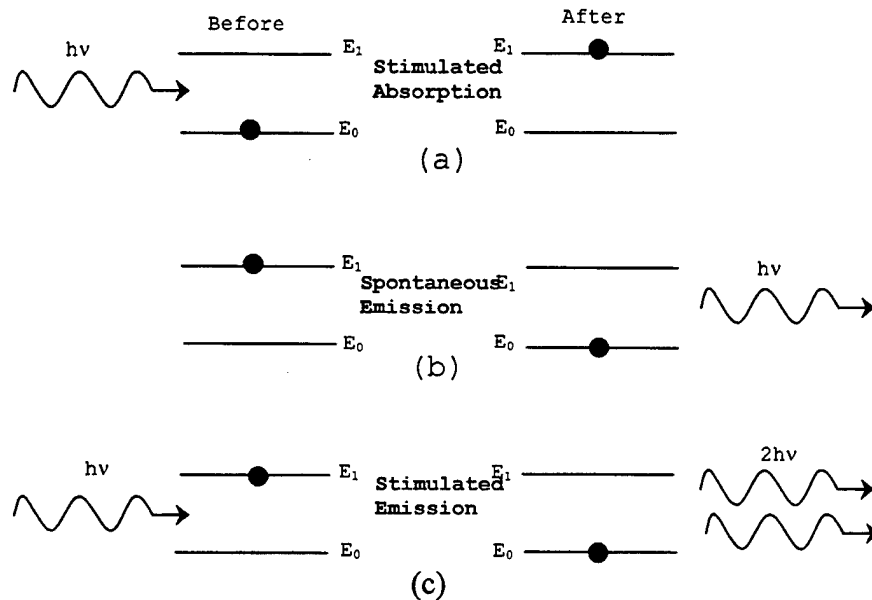 Before
After
hν
E₁
E₁
Stimulated
Absorption
E₀
E₀
(a)
E₁
E₁
hν
Spontaneous
Emission
E₀
E₀
(b)
hν
E₁
E₁
2hν
Stimulated
Emission
E₀
E₀
(c)